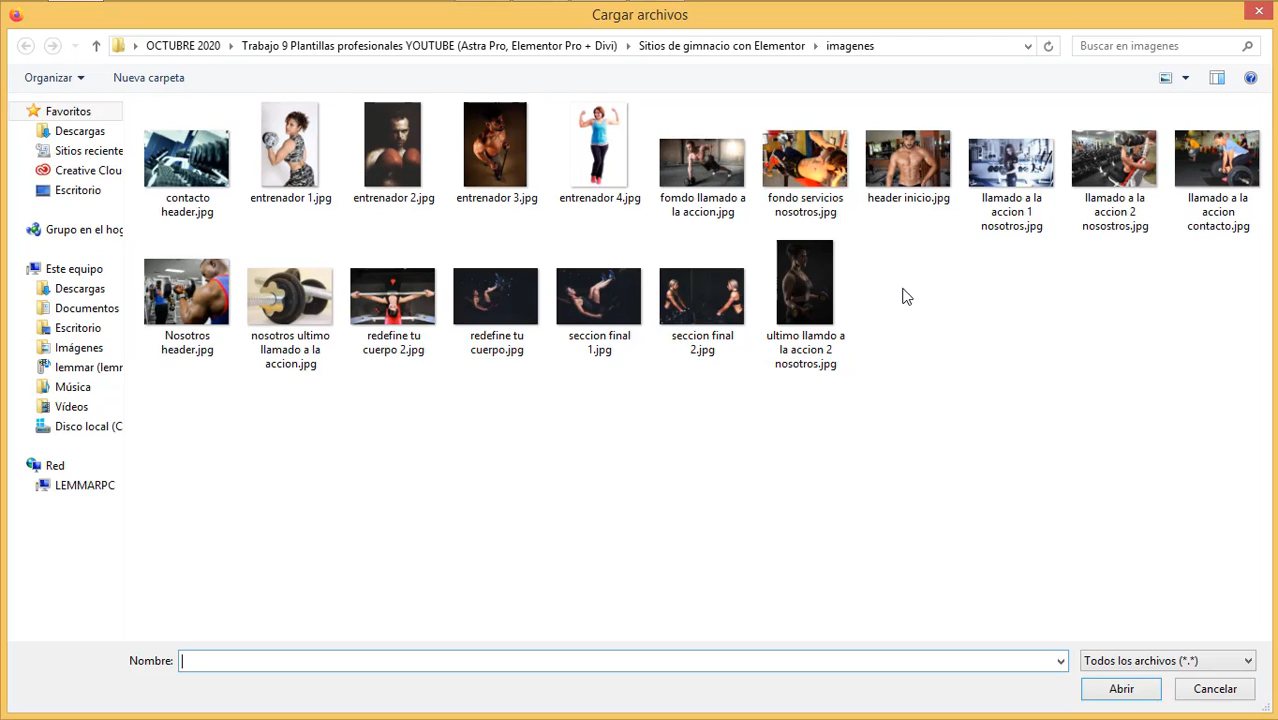 Cargar archivos
OCTUBRE 2020
Trabajo 9 Plantillas profesionales YOUTUBE (Astra Pro, Elementor Pro + Divi)
Sitios de gimnacio con Elementor
imagenes
Buscar en imagenes
Organizar
Nueva carpeta
Favoritos
Descargas
Sitios reciente
Creative Clou
Escritorio
Grupo en el hog
Este equipo
Descargas
Documentos
Escritorio
Imágenes
lemmar (lemr
Música
Vídeos
Disco local (C
Red
LEMMARPC
contacto
header.jpg
entrenador 1.jpg
entrenador 2.jpg
entrenador 3.jpg
entrenador 4.jpg
fomdo llamado a
la accion.jpg
fondo servicios
nosotros.jpg
header inicio.jpg
llamado a la
accion 1
nosostros.jpg
llamado a la
accion 2
nosostros.jpg
llamado a la
accion
contacto.jpg
Nosotros
header.jpg
nosotros ultimo
llamado a la
accion.jpg
redefine tu
cuerpo 2.jpg
redefine tu
cuerpo.jpg
seccion final
1.jpg
seccion final
2.jpg
ultimo llamdo a
la accion 2
nosotros.jpg
Nombre:
Todos los archivos (*.*)
Abrir
Cancelar